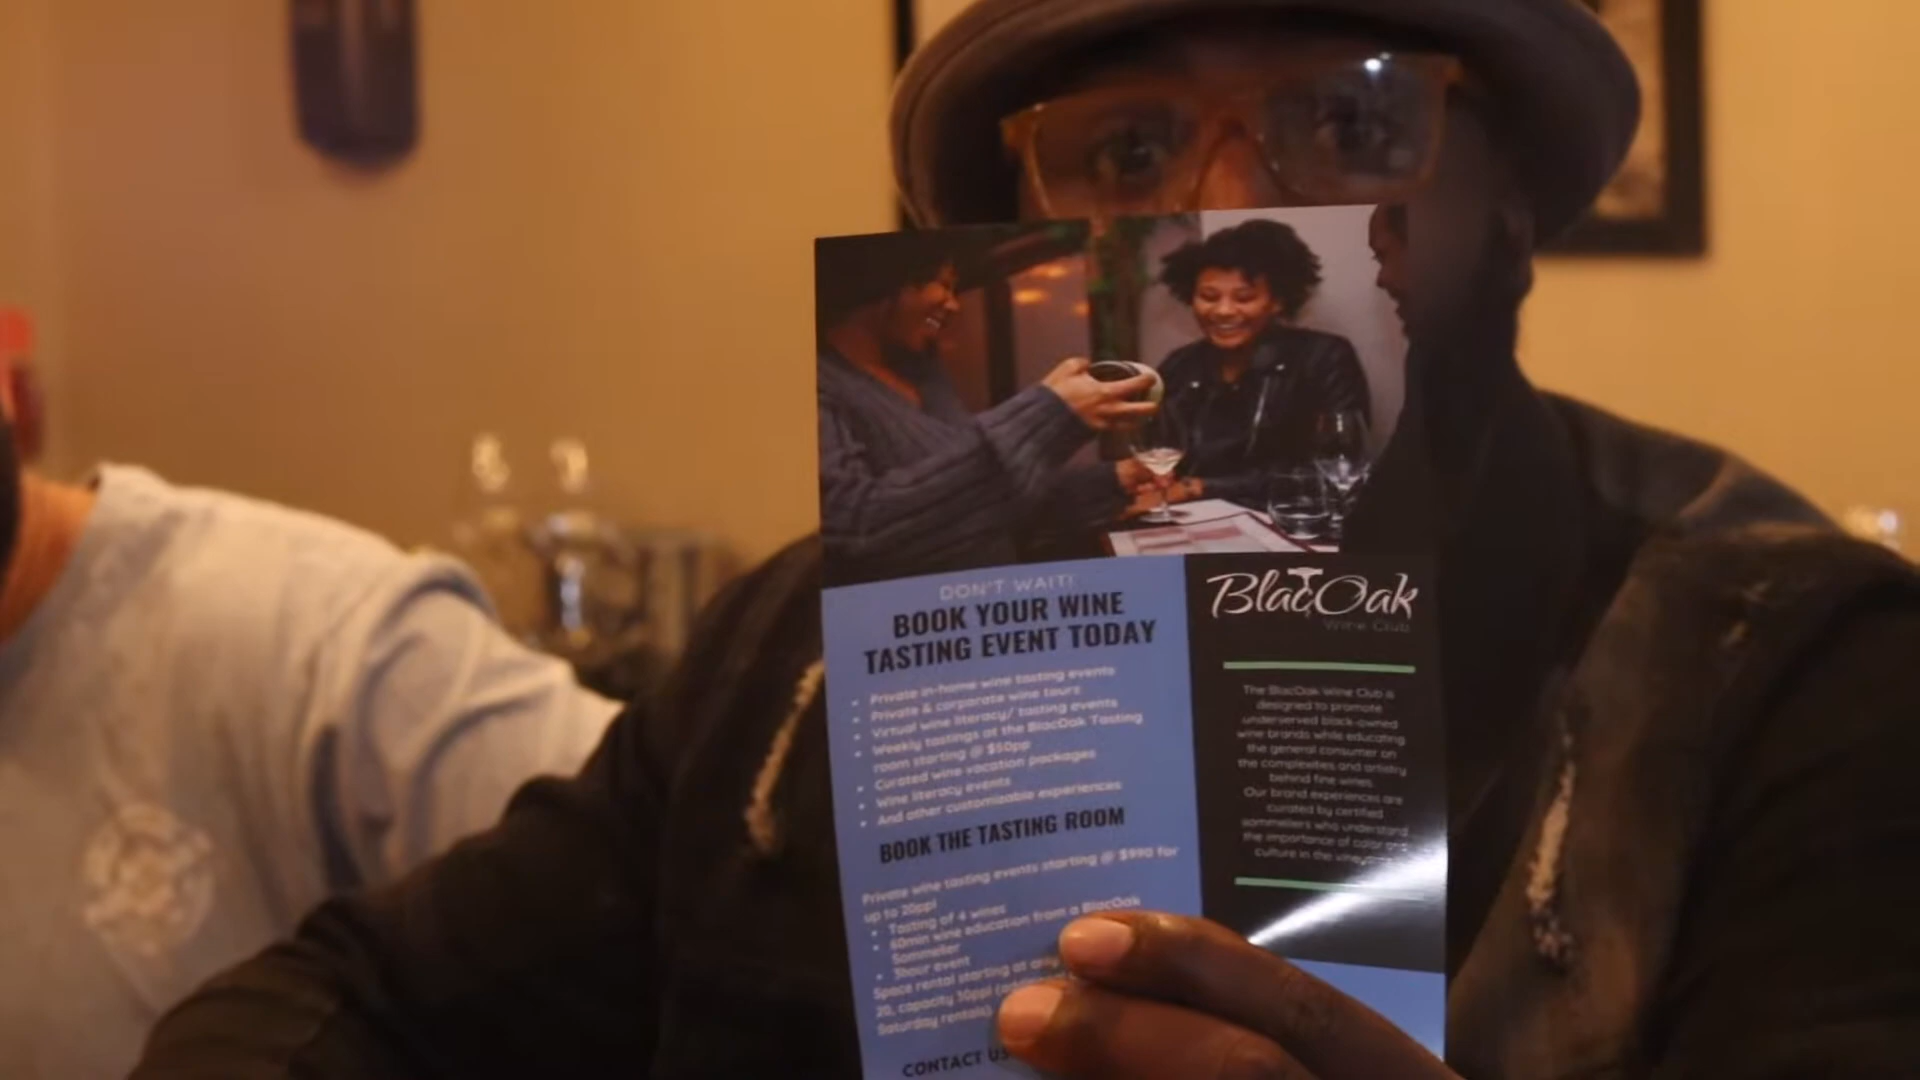 DON'T WAIT!
BOOK YOUR WINE
TASTING EVENT TODAY
• Private in-home wine tasting events
• Private & corporate wine tours
• Virtual wine literacy/ tasting events
• Weekly tastings at the BlacOak Tasting
room starting @ $50pp
• Curated wine vacation packages
• Wine literacy events
• And other customizable experiences
BOOK THE TASTING ROOM
Private wine tasting events starting @ $990 for
up to 20ppl
• Tasting of 4 wines
• 60min wine education from a BlacOak
Sommelier
• 3hour event
Space rental starting at only
20, capacity 30ppl
Saturday rentals)
CONTACT US
BlacOak
Wine Club
The BlacOak Wine Club is
designed to promote
underserved black-owned
wine brands while educating
the general consumer on
the complexities and artistry
behind fine wines.
Our brand experiences are
curated by certified
sommeliers who understand
the importance of color and
culture in the vineyard